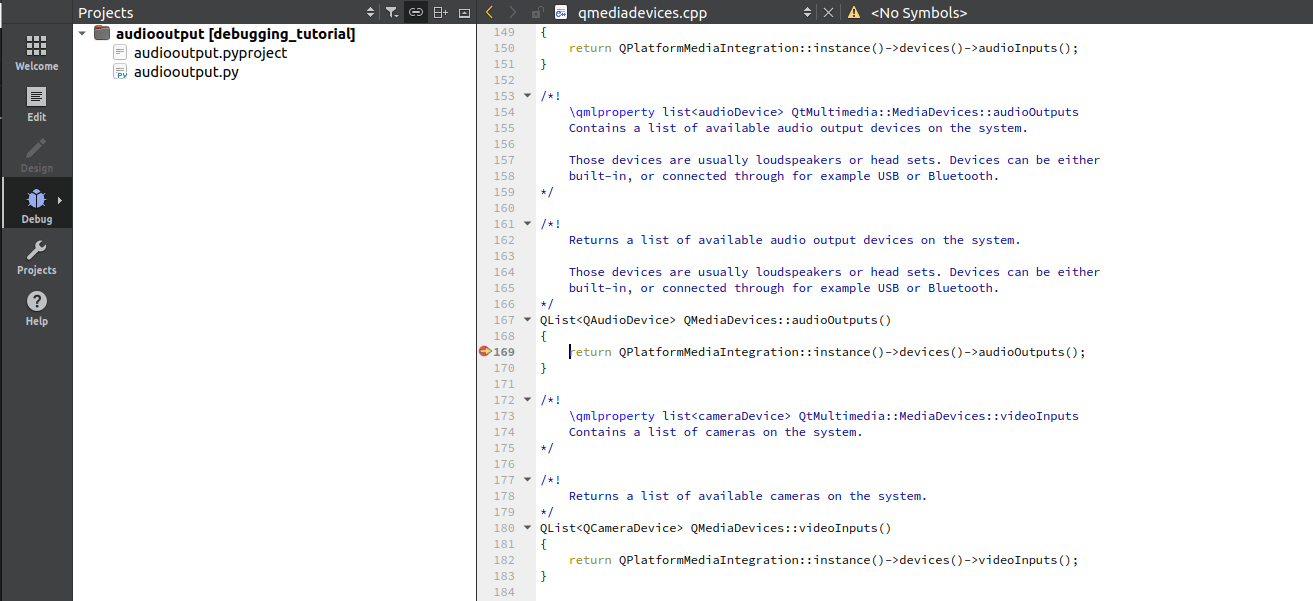 Projects
qmediadevices.cpp
<No Symbols>
Welcome
Edit
Design
Debug
Projects
Help
audiooutput [debugging_tutorial]
audiooutput.pyproject
audiooutput.py
149 {
150     return QPlatformMediaIntegration::instance()->devices()->audioInputs();
151 }
152
153 /*!
154     \qmlproperty list<audioDevice> QtMultimedia::MediaDevices::audioOutputs
155     Contains a list of available audio output devices on the system.
156
157     Those devices are usually loudspeakers or head sets. Devices can be either
158     built-in, or connected through for example USB or Bluetooth.
159 */
160
161 /*!
162     Returns a list of available audio output devices on the system.
163
164     Those devices are usually loudspeakers or head sets. Devices can be either
165     built-in, or connected through for example USB or Bluetooth.
166 */
167 QList<QAudioDevice> QMediaDevices::audioOutputs()
168 {
169     return QPlatformMediaIntegration::instance()->devices()->audioOutputs();
170 }
171
172 /*!
173     \qmlproperty list<cameraDevice> QtMultimedia::MediaDevices::videoInputs
174     Contains a list of cameras on the system.
175 */
176
177 /*!
178     Returns a list of available cameras on the system.
179 */
180 QList<QCameraDevice> QMediaDevices::videoInputs()
181 {
182     return QPlatformMediaIntegration::instance()->devices()->videoInputs();
183 }
184